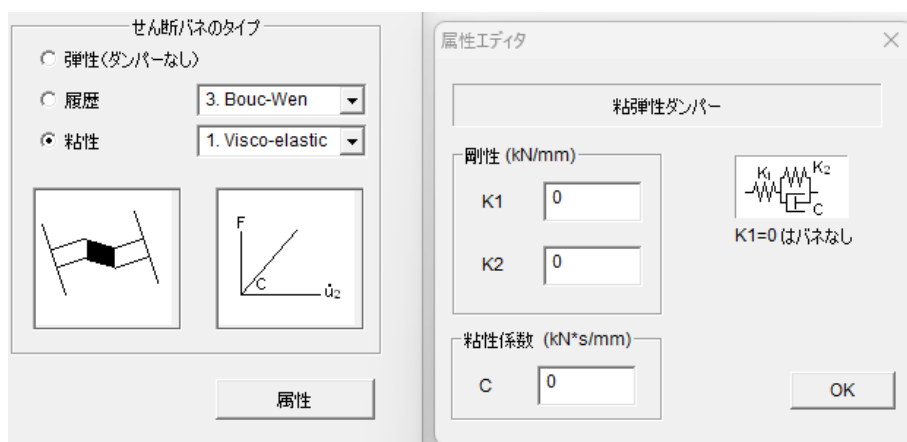 せん断バネのタイプ
弾性(ダンパーなし)
履歴
3. Bouc-Wen
粘性
1. Visco-elastic
F
C
u̇₂
属性
属性エディタ
粘弾性ダンパー
剛性 (kN/mm)
K1
0
K2
0
K₁
K₂
C
K1=0 はバネなし
粘性係数 (kN*s/mm)
C
0
OK